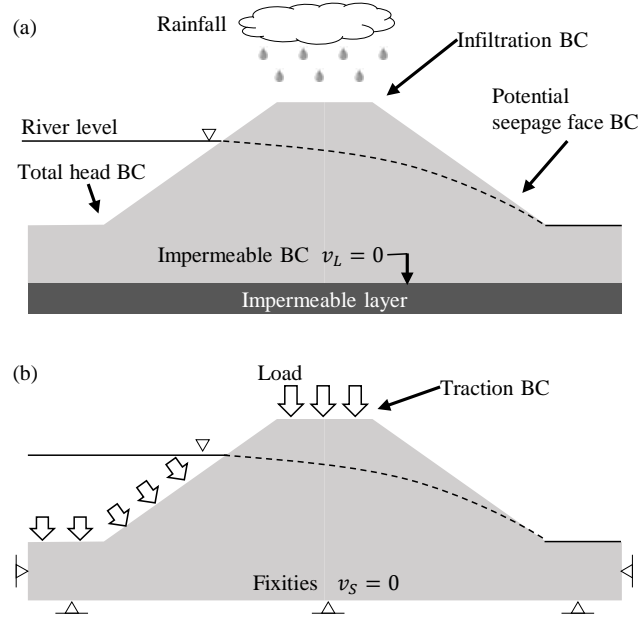 (a)
Rainfall
Infiltration BC
Potential
seepage face BC
River level
Total head BC
Impermeable BC v_L = 0
Impermeable layer
(b)
Load
Traction BC
Fixities v_S = 0